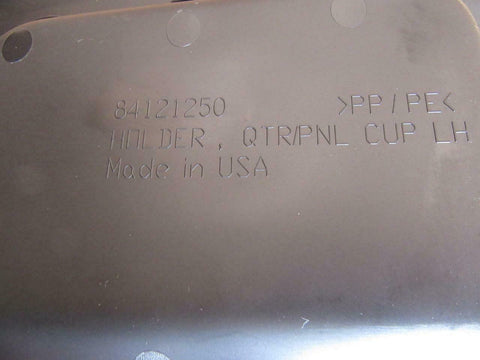 84121250 >PP/PE<
HOLDER, QTR/PNL CUP LH
Made in USA